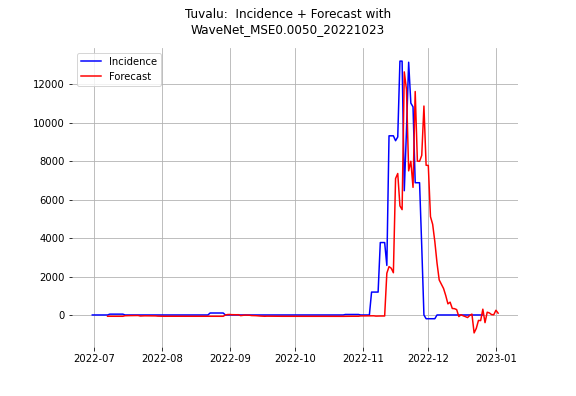 Tuvalu: Incidence + Forecast with
WaveNet_MSE0.0050_20221023
Incidence
Forecast
12000
10000
8000
6000
4000
2000
0
2022-07 2022-08 2022-09 2022-10 2022-11 2022-12 2023-01